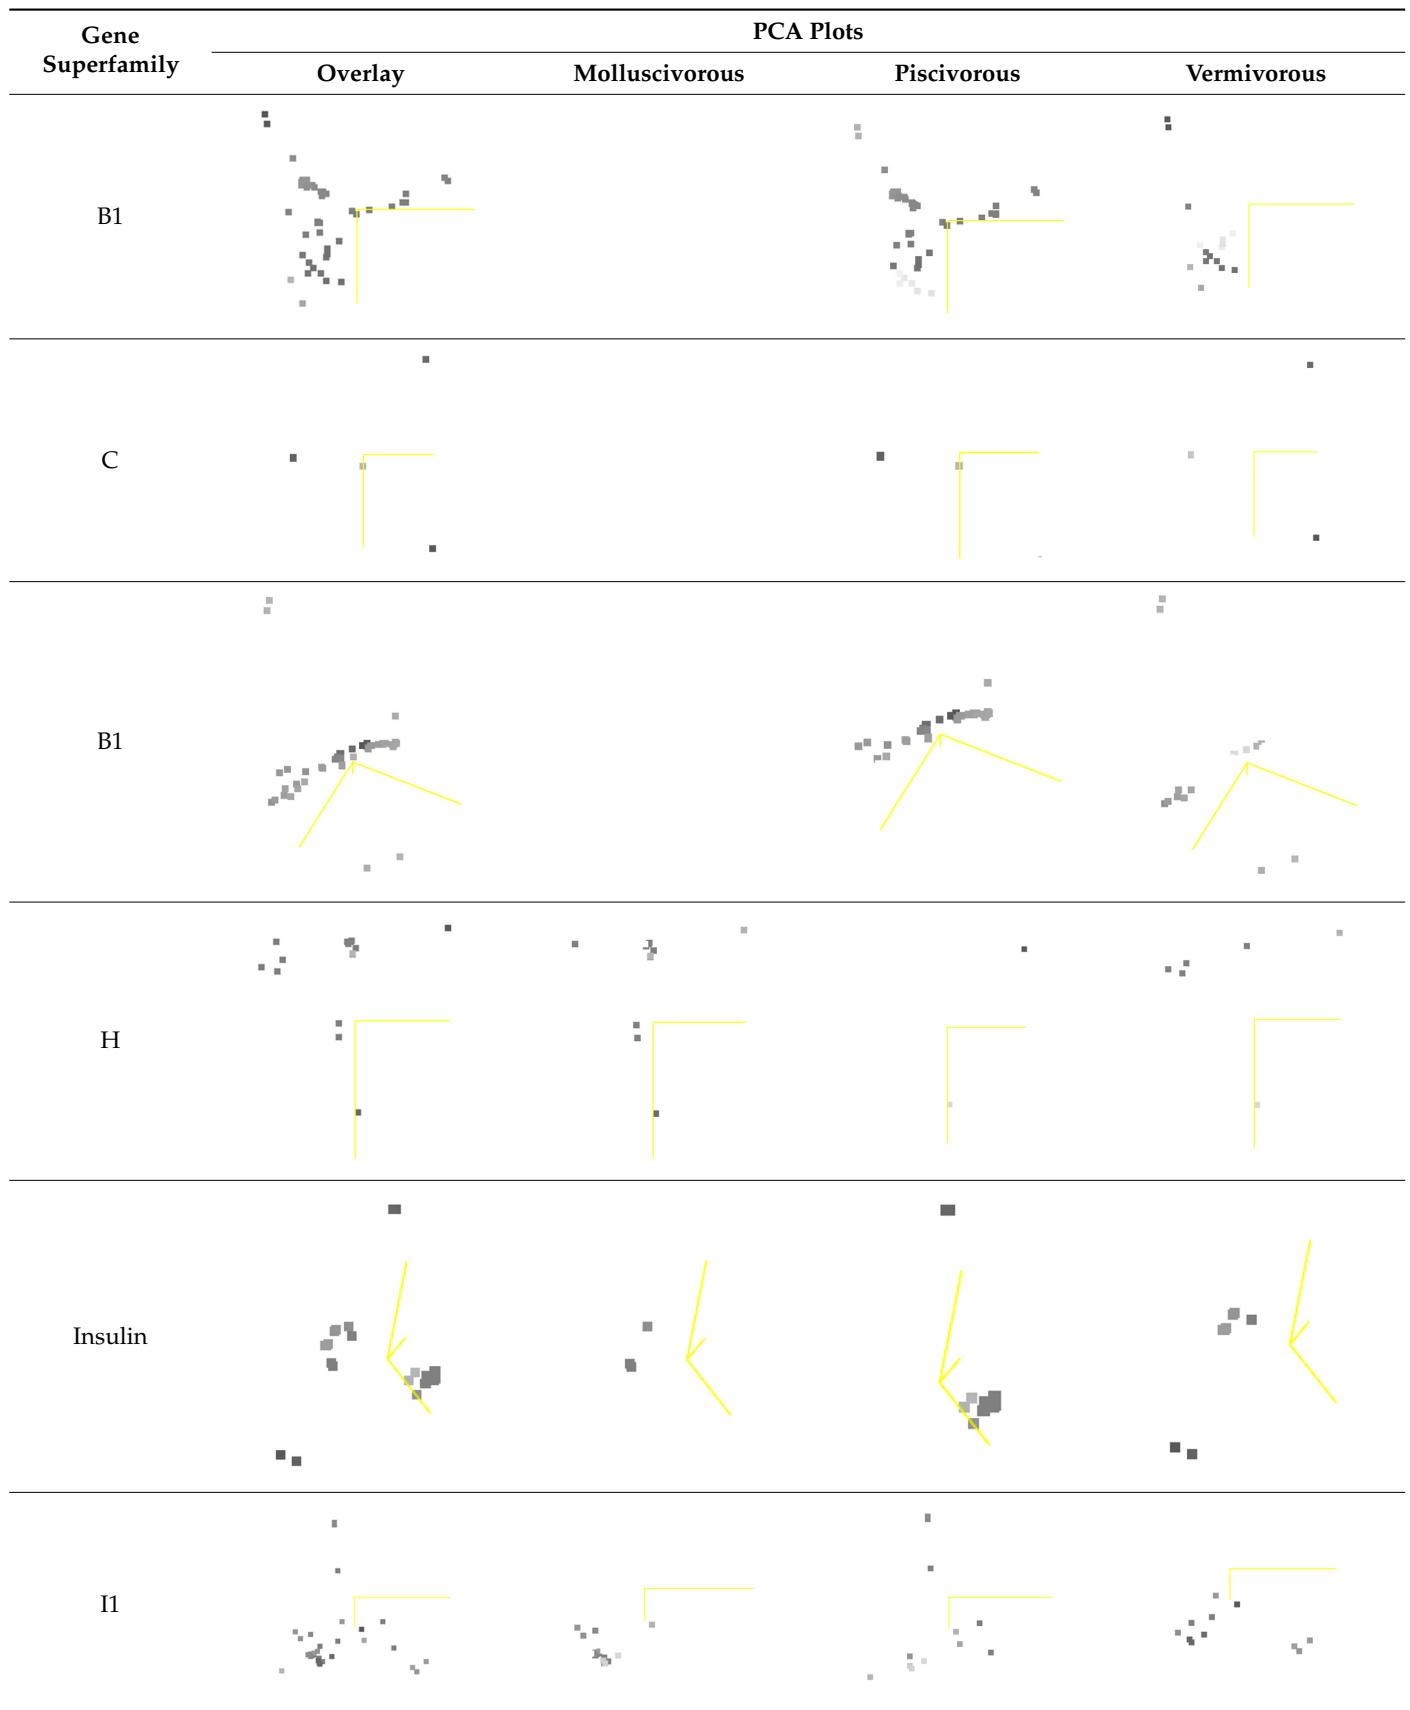 Gene
Superfamily
PCA Plots
Overlay
Molluscivorous
Piscivorous
Vermivorous
B1
C
B1
H
Insulin
I1